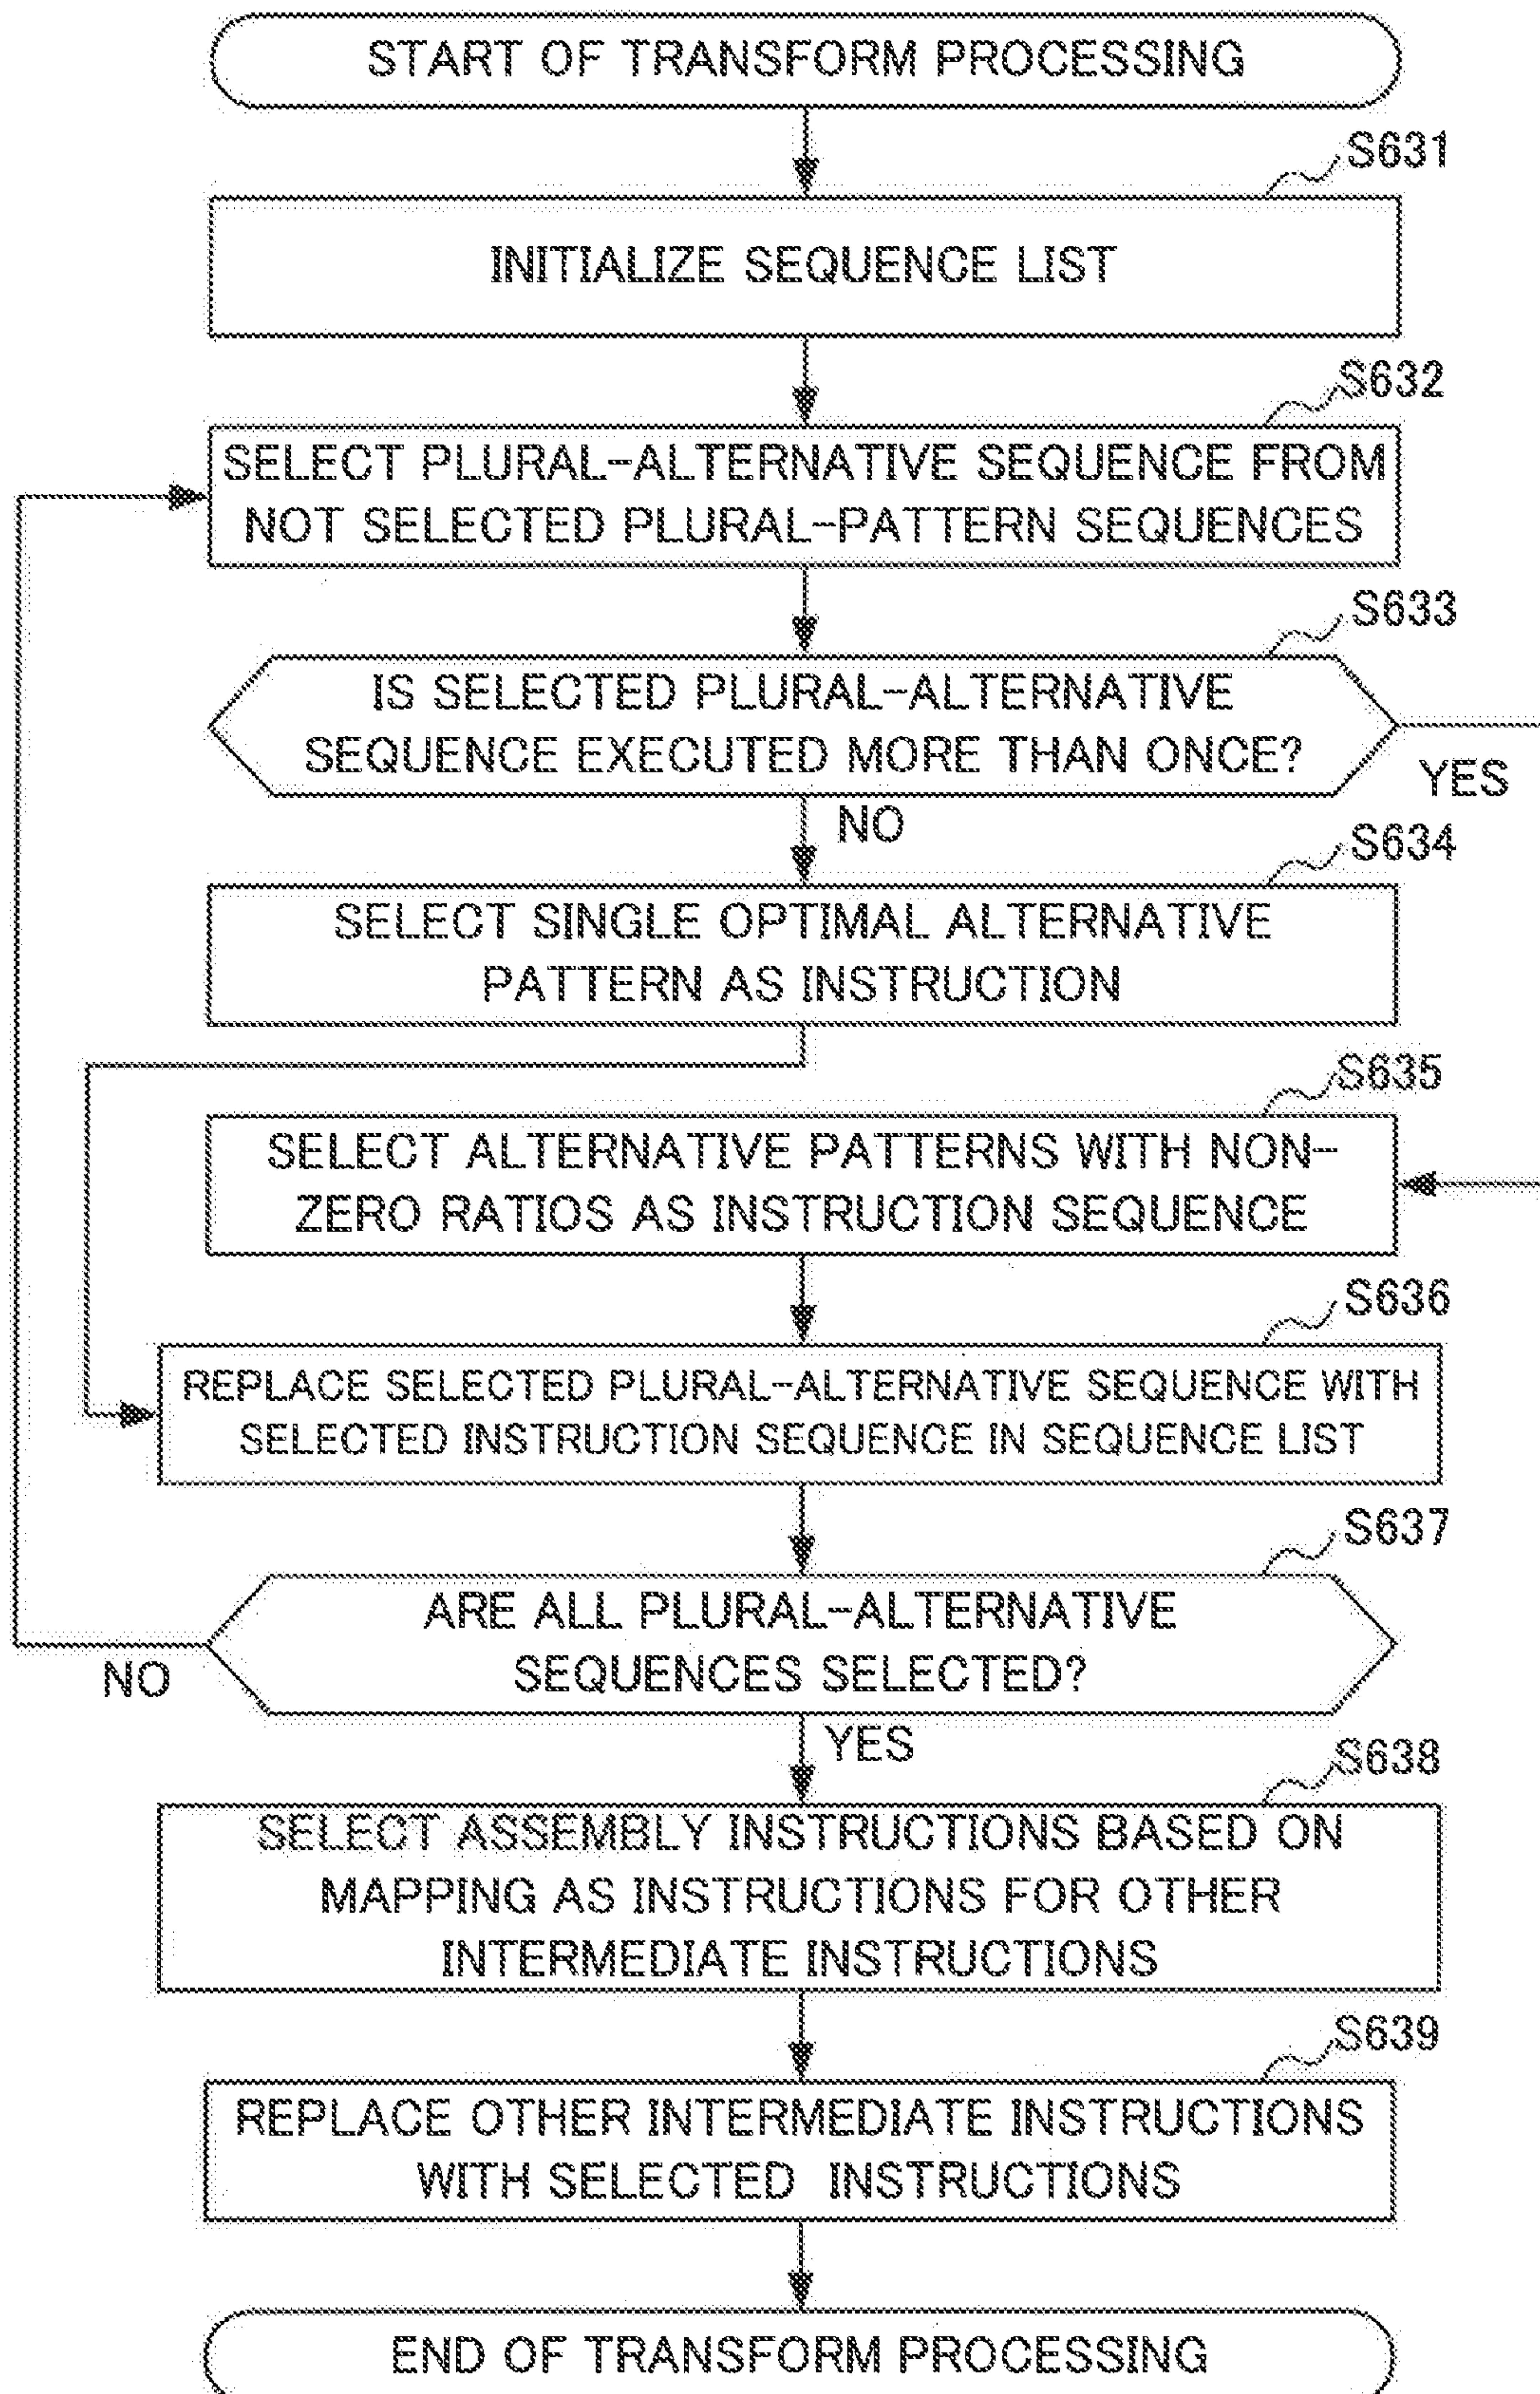 START OF TRANSFORM PROCESSING
S631
INITIALIZE SEQUENCE LIST
S632
SELECT PLURAL-ALTERNATIVE SEQUENCE FROM
NOT SELECTED PLURAL-PATTERN SEQUENCES
S633
IS SELECTED PLURAL-ALTERNATIVE
SEQUENCE EXECUTED MORE THAN ONCE?
YES
NO
S634
SELECT SINGLE OPTIMAL ALTERNATIVE
PATTERN AS INSTRUCTION
S635
SELECT ALTERNATIVE PATTERNS WITH NON-
ZERO RATIOS AS INSTRUCTION SEQUENCE
S636
REPLACE SELECTED PLURAL-ALTERNATIVE SEQUENCE WITH
SELECTED INSTRUCTION SEQUENCE IN SEQUENCE LIST
S637
ARE ALL PLURAL-ALTERNATIVE
SEQUENCES SELECTED?
NO
YES
S638
SELECT ASSEMBLY INSTRUCTIONS BASED ON
MAPPING AS INSTRUCTIONS FOR OTHER
INTERMEDIATE INSTRUCTIONS
S639
REPLACE OTHER INTERMEDIATE INSTRUCTIONS
WITH SELECTED INSTRUCTIONS
END OF TRANSFORM PROCESSING